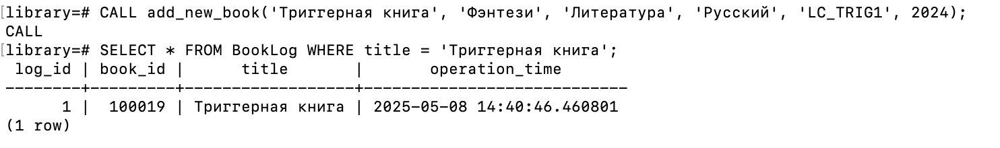 [library=# CALL add_new_book('Триггерная книга', 'Фэнтези', 'Литература', 'Русский', 'LC_TRIG1', 2024);
CALL
[library=# SELECT * FROM BookLog WHERE title = 'Триггерная книга';
 log_id | book_id |      title       |       operation_time
--------+---------+------------------+----------------------------
      1 |  100019 | Триггерная книга | 2025-05-08 14:40:46.460801
(1 row)